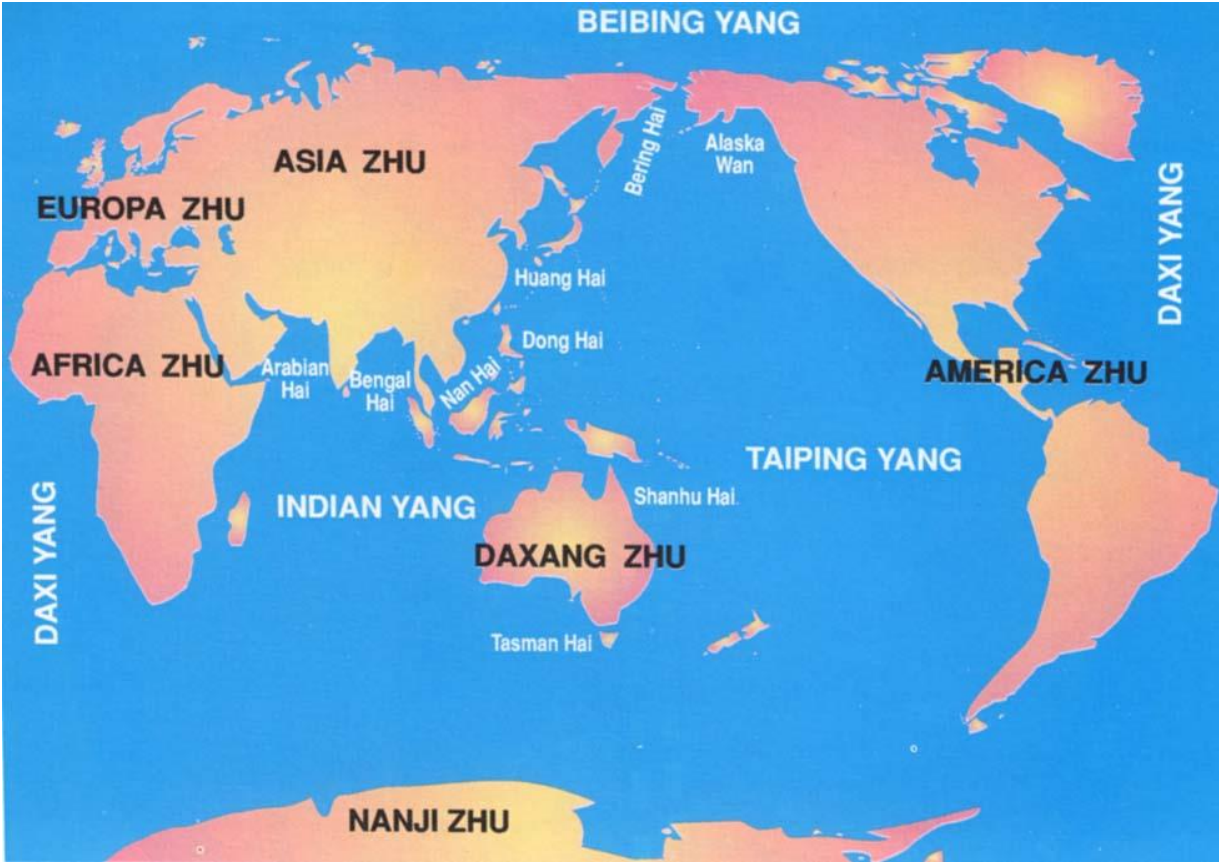 BEIBING YANG
ASIA ZHU
Bering Hai
Alaska
Wan
EUROPA ZHU
DAXI YANG
Huang Hai
Dong Hai
AFRICA ZHU
Arabian
Hai
Bengal
Hai
Nan Hai
AMERICA ZHU
TAIPING YANG
INDIAN YANG
Shanhu Hai
DAXANG ZHU
DAXI YANG
Tasman Hai
NANJI ZHU